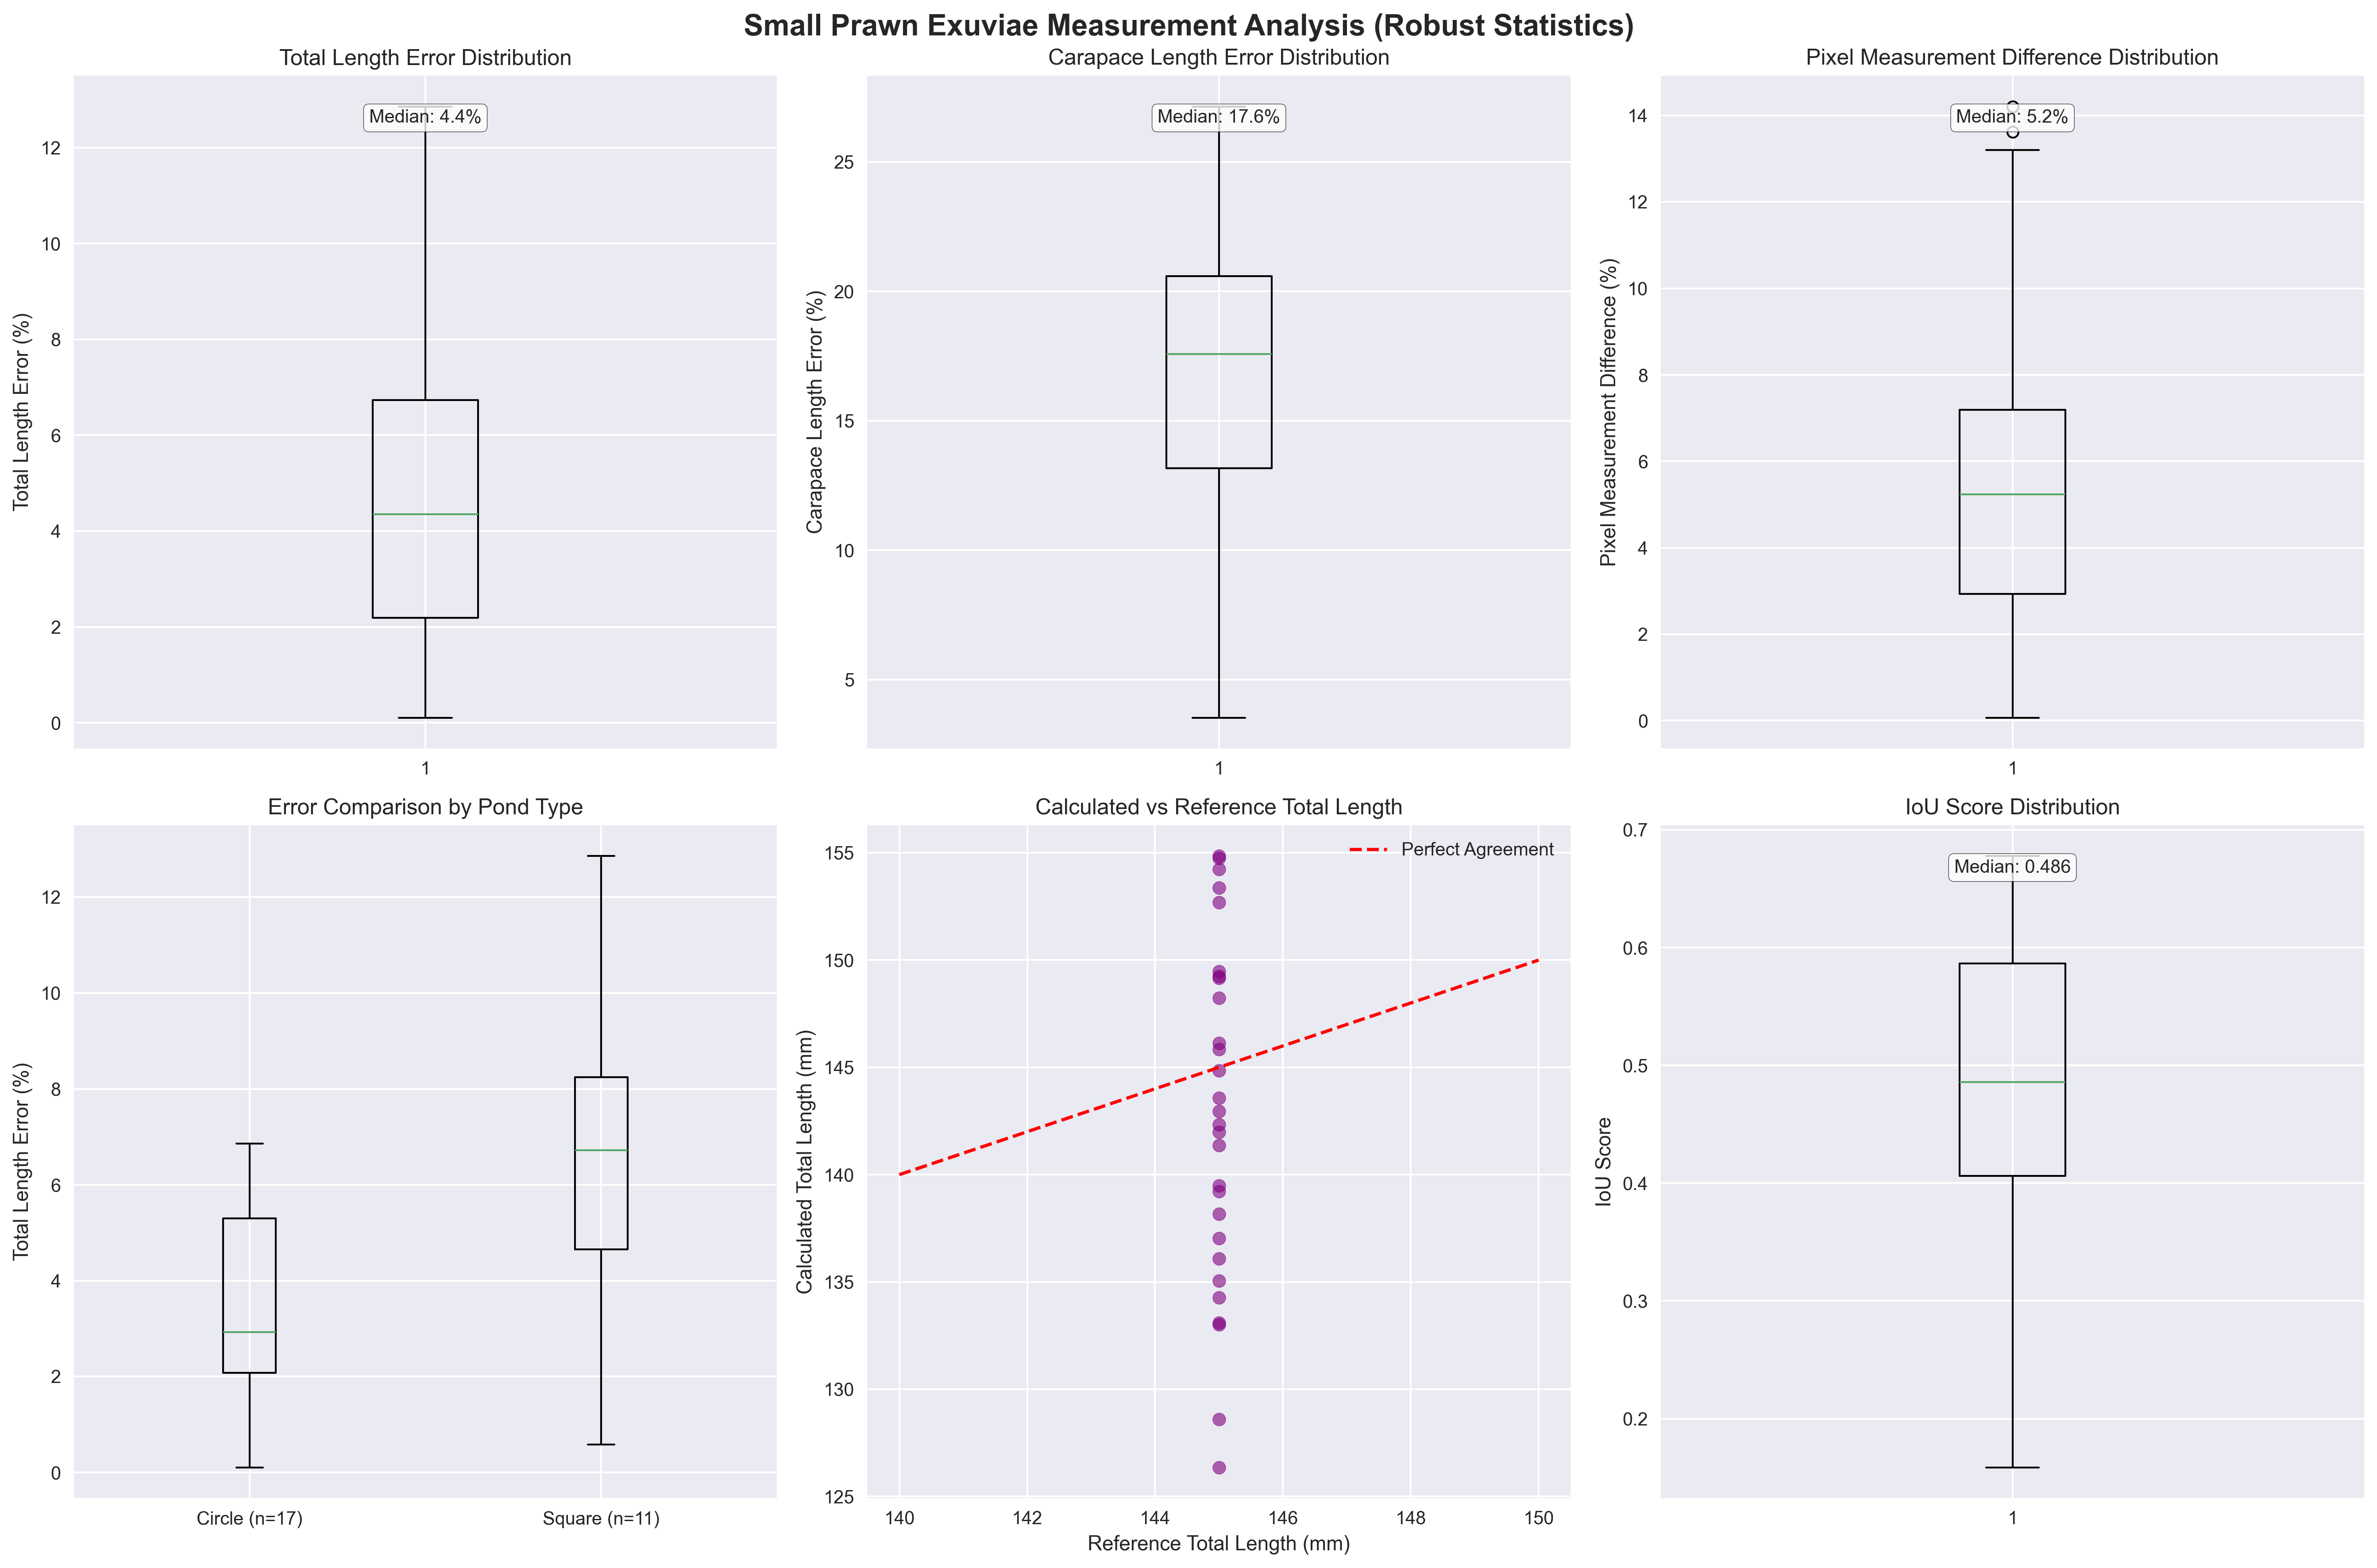 Small Prawn Exuviae Measurement Analysis (Robust Statistics)
Total Length Error Distribution
Median: 4.4%
12
10
8
6
4
2
0
Total Length Error (%)
1
Carapace Length Error Distribution
Median: 17.6%
25
20
15
10
5
Carapace Length Error (%)
1
Pixel Measurement Difference Distribution
Median: 5.2%
14
12
10
8
6
4
2
0
Pixel Measurement Difference (%)
1
Error Comparison by Pond Type
12
10
8
6
4
2
0
Total Length Error (%)
Circle (n=17)
Square (n=11)
Calculated vs Reference Total Length
Perfect Agreement
155
150
145
140
135
130
125
Calculated Total Length (mm)
140
142
144
146
148
150
Reference Total Length (mm)
IoU Score Distribution
Median: 0.486
0.7
0.6
0.5
0.4
0.3
0.2
IoU Score
1